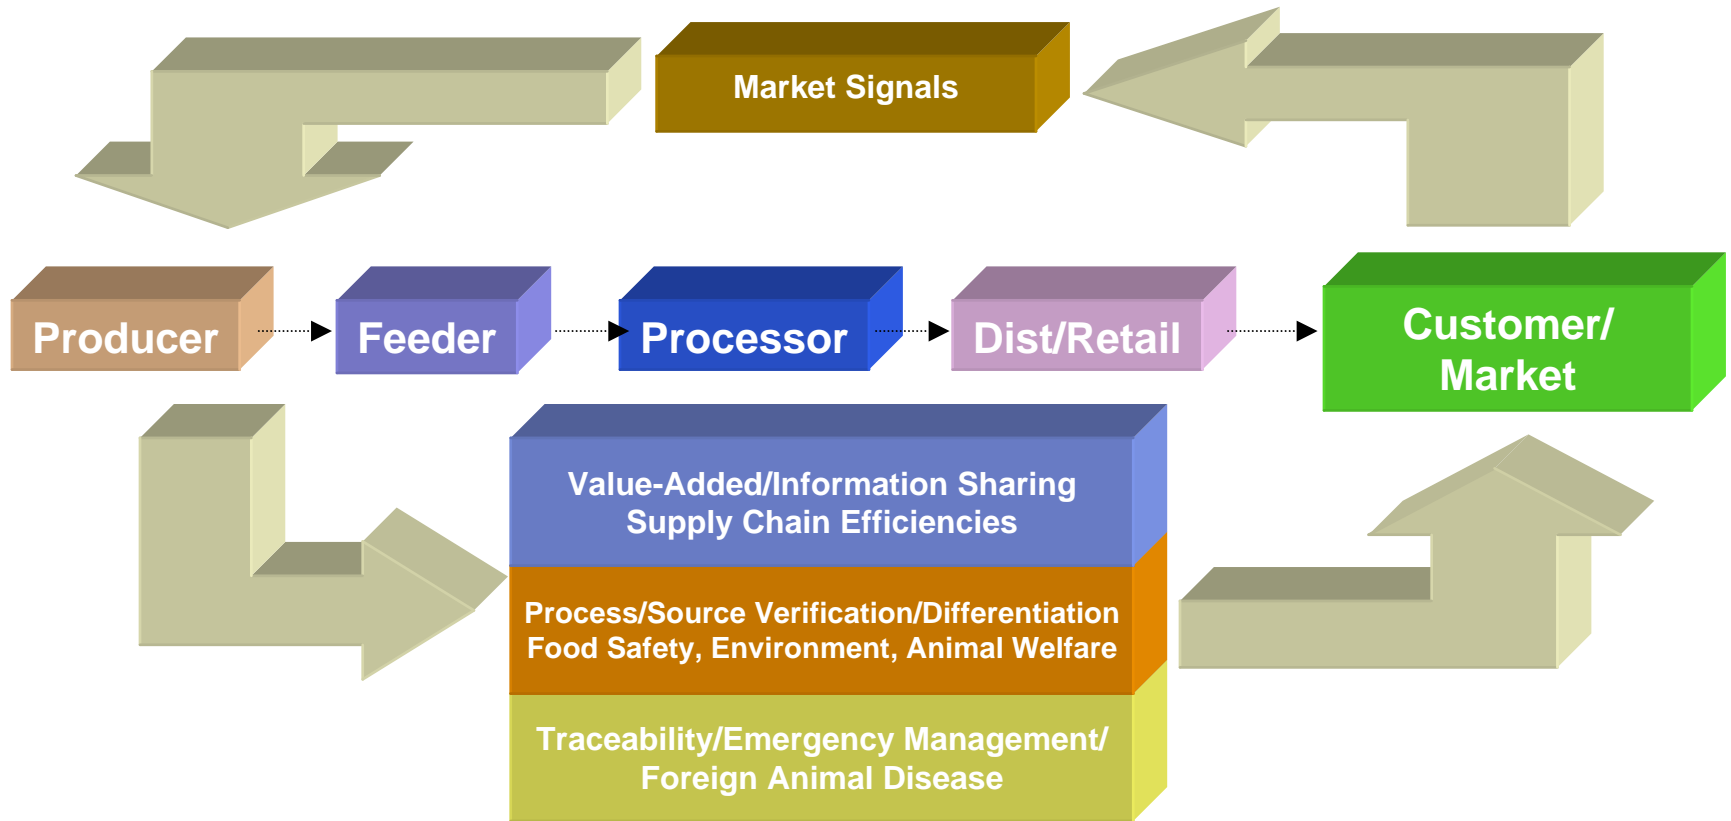 Market Signals
Producer
Feeder
Processor
Dist/Retail
Customer/
Market
Value-Added/Information Sharing
Supply Chain Efficiencies
Process/Source Verification/Differentiation
Food Safety, Environment, Animal Welfare
Traceability/Emergency Management/
Foreign Animal Disease